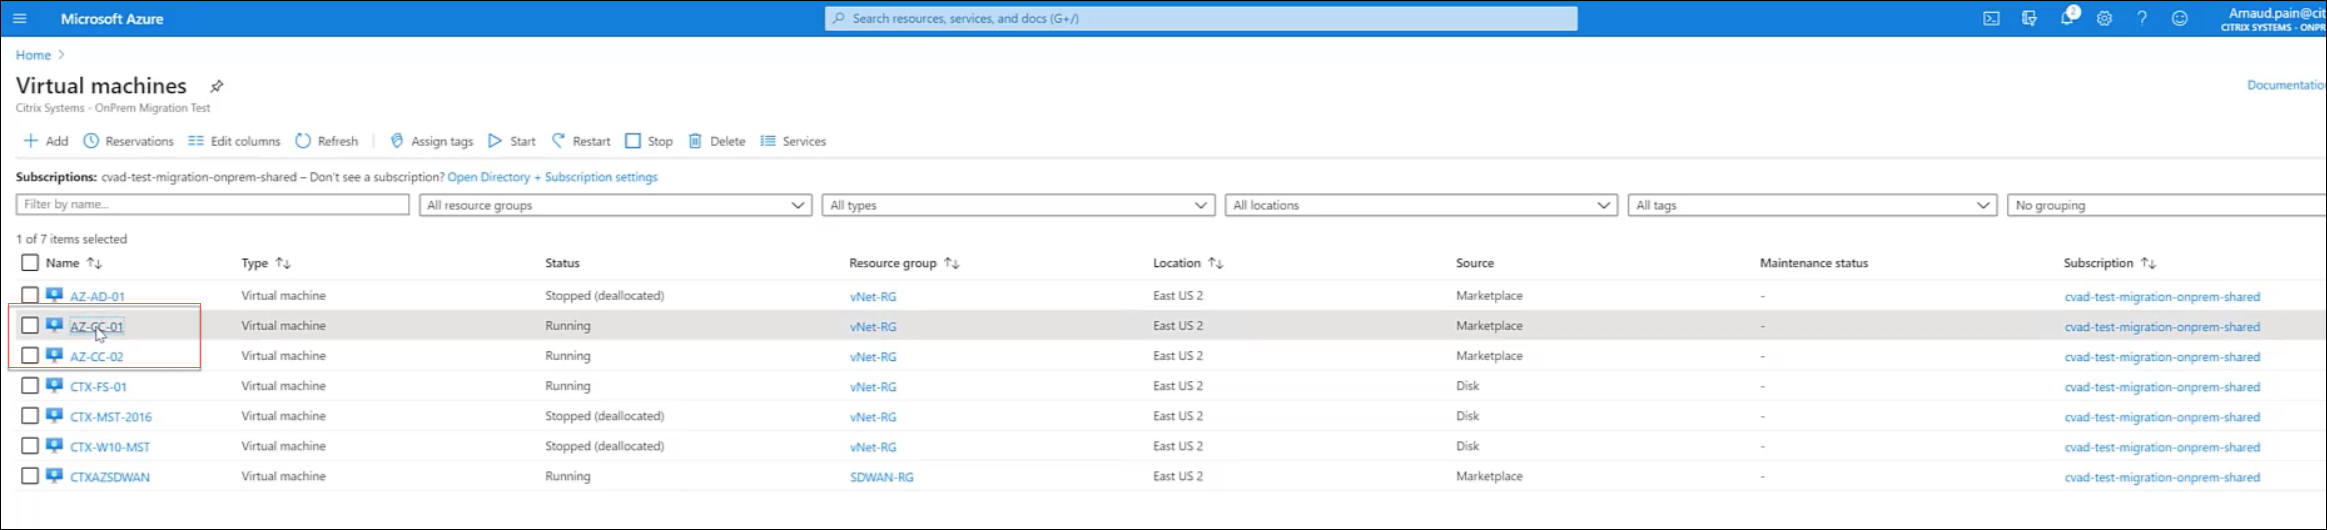 Microsoft Azure
Search resources, services, and docs (G+/)
2
Arnaud.pain@cit
CITRIX SYSTEMS - ONPR
Home
Virtual machines
Documentatio
Citrix Systems - OnPrem Migration Test
Add Reservations Edit columns Refresh Assign tags Start Restart Stop Delete Services
Subscriptions: cvad-test-migration-onprem-shared – Don't see a subscription? Open Directory + Subscription settings
Filter by name... All resource groups All types All locations All tags No grouping
1 of 7 items selected
Name Type Status Resource group Location Source Maintenance status Subscription
AZ-AD-01 Virtual machine Stopped (deallocated) vNet-RG East US 2 Marketplace - cvad-test-migration-onprem-shared
AZ-CC-01 Virtual machine Running vNet-RG East US 2 Marketplace - cvad-test-migration-onprem-shared
AZ-CC-02 Virtual machine Running vNet-RG East US 2 Marketplace - cvad-test-migration-onprem-shared
CTX-FS-01 Virtual machine Running vNet-RG East US 2 Disk - cvad-test-migration-onprem-shared
CTX-MST-2016 Virtual machine Stopped (deallocated) vNet-RG East US 2 Disk - cvad-test-migration-onprem-shared
CTX-W10-MST Virtual machine Stopped (deallocated) vNet-RG East US 2 Disk - cvad-test-migration-onprem-shared
CTXAZSDWAN Virtual machine Running SDWAN-RG East US 2 Marketplace - cvad-test-migration-onprem-shared